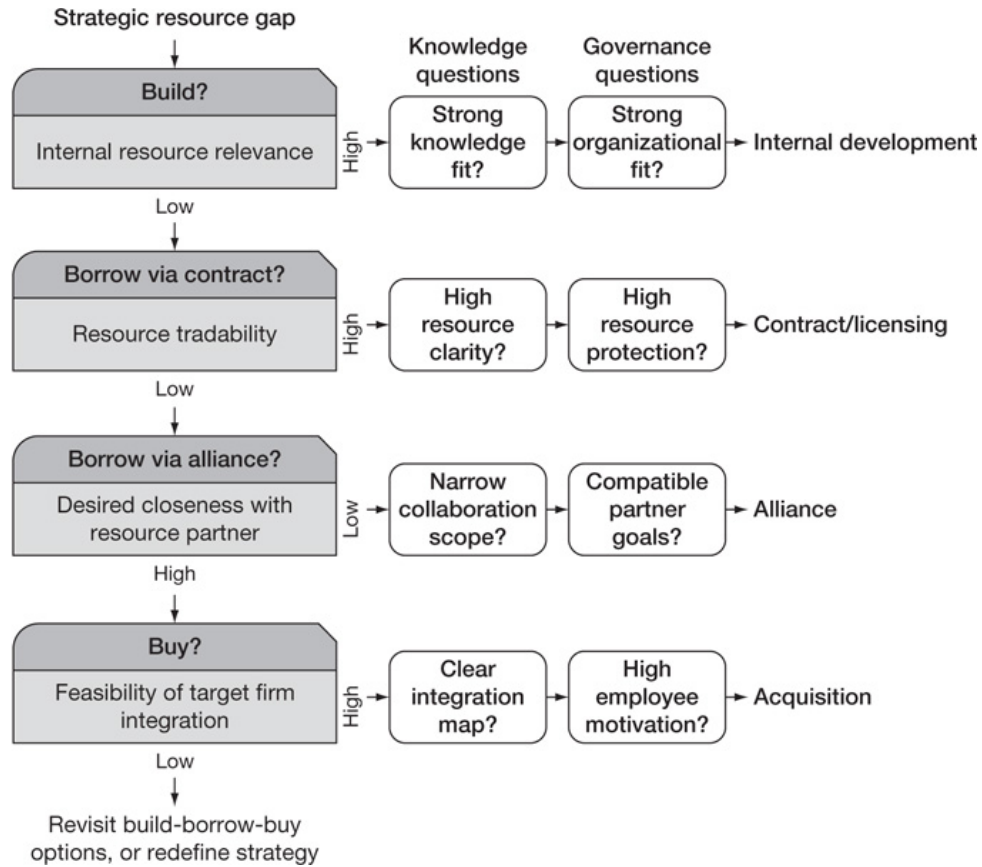 Strategic resource gap
Knowledge
questions
Governance
questions
Build?
Internal resource relevance
High
Strong
knowledge
fit?
Strong
organizational
fit?
Internal development
Low
Borrow via contract?
Resource tradability
High
High
resource
clarity?
High
resource
protection?
Contract/licensing
Low
Borrow via alliance?
Desired closeness with
resource partner
Low
Narrow
collaboration
scope?
Compatible
partner
goals?
Alliance
High
Buy?
Feasibility of target firm
integration
High
Clear
integration
map?
High
employee
motivation?
Acquisition
Low
Revisit build-borrow-buy
options, or redefine strategy